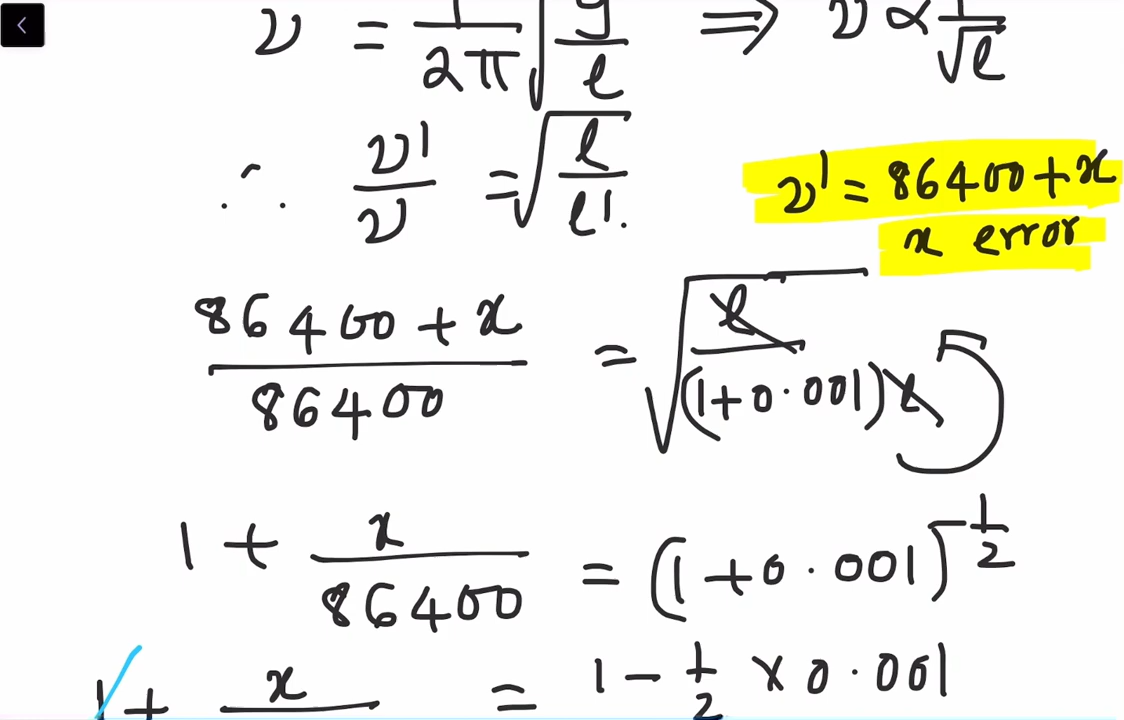 ν = 1/2π √g/l ⇒ ν ∝ 1/√l
∴ ν'/ν = √l/l'.
ν' = 86400 + x
x error
86400 + x / 86400 = √l/(1+0.001)l
1 + x/86400 = (1+0.001)^-1/2
1 + x = 1 - 1/2 × 0.001